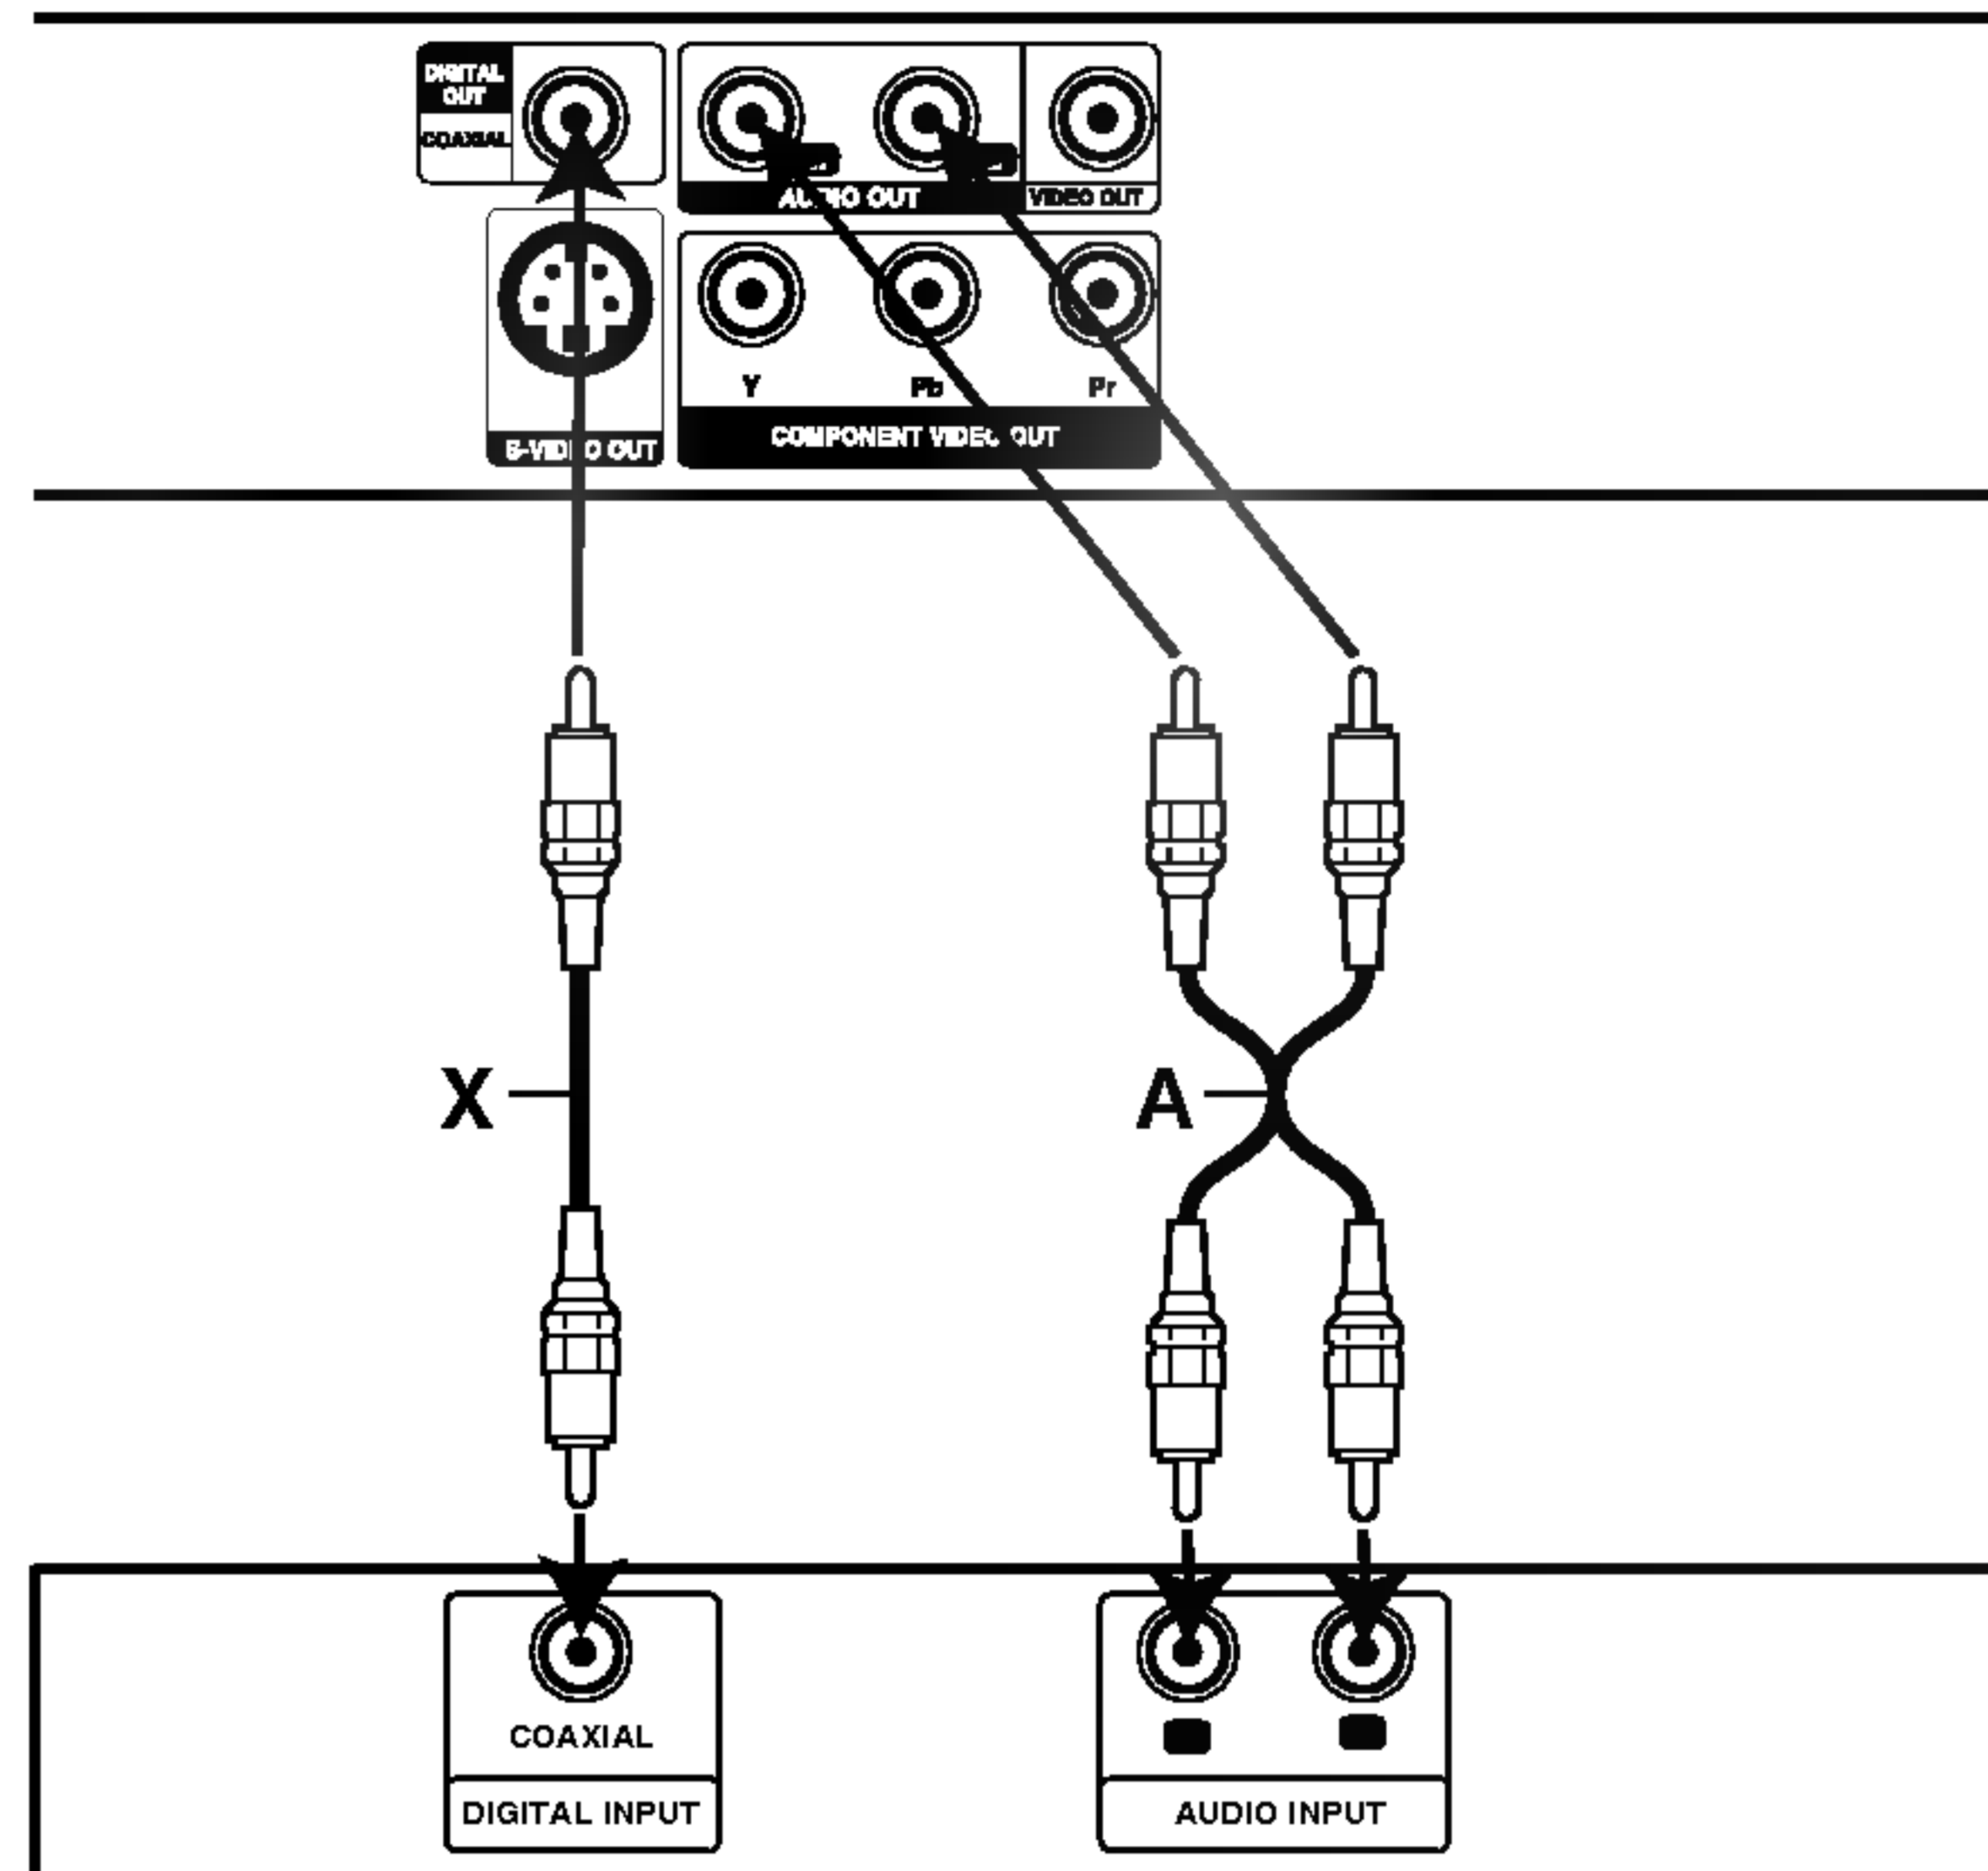 DIGITAL
OUT
COAXIAL
AUDIO OUT
VIDEO OUT
S-VIDEO OUT
Y
Pb
Pr
COMPONENT VIDEO OUT
X
A
COAXIAL
DIGITAL INPUT
AUDIO INPUT